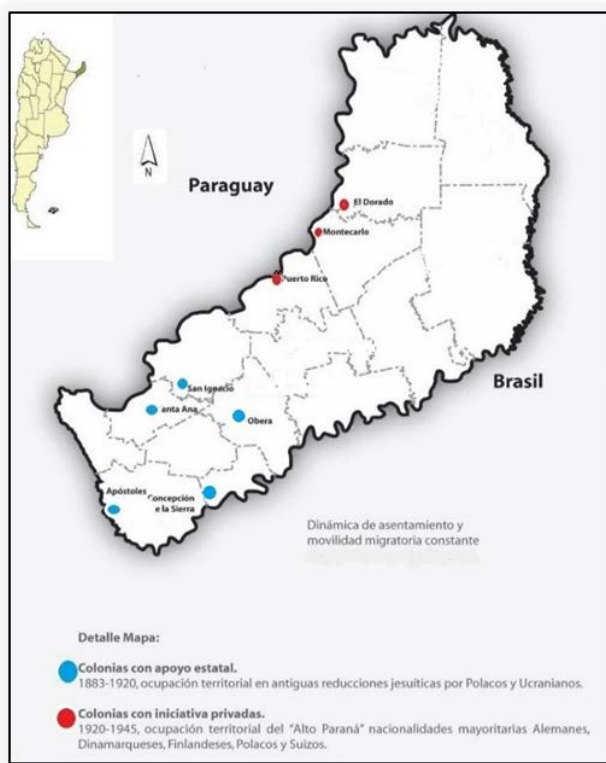 N
Paraguay
El Dorado
Montecarlo
Puerto Rico
Brasil
San Ignacio
anta Ana
Obera
Apóstoles
Concepción
e la Sierra
Dinámica de asentamiento y
movilidad migratoria constante
Detalle Mapa:
Colonias con apoyo estatal.
1883-1920, ocupación territorial en antiguas reducciones jesuíticas por Polacos y Ucranianos.
Colonias con iniciativa privadas.
1920-1945, ocupación territorial del "Alto Paraná" nacionalidades mayoritarias Alemanes,
Dinamarqueses, Finlandeses, Polacos y Suizos.